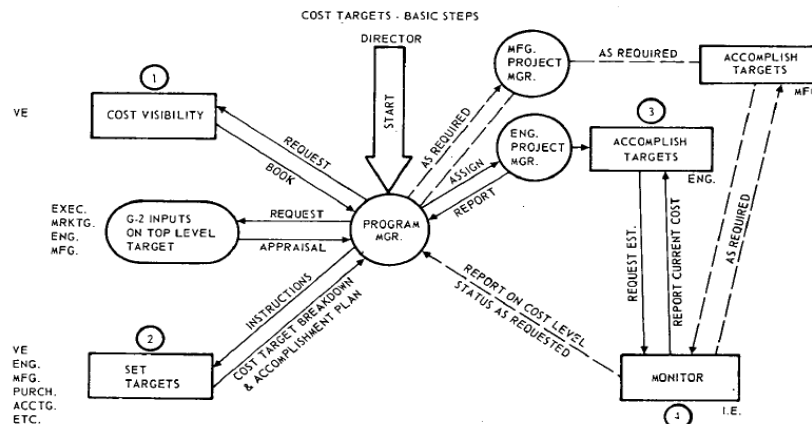 COST TARGETS - BASIC STEPS
DIRECTOR
START
1
VE
COST VISIBILITY
REQUEST
BOOK
EXEC.
MRKTG.
ENG.
MFG.
G-2 INPUTS
ON TOP LEVEL
TARGET
REQUEST
APPRAISAL
PROGRAM
MGR.
INSTRUCTIONS
COST TARGET BREAKDOWN
& ACCOMPLISHMENT PLAN
2
VE
ENG.
MFG.
PURCH.
ACCTG.
ETC.
SET
TARGETS
AS REQUIRED
MFG.
PROJECT
MGR.
AS REQUIRED
ACCOMPLISH
TARGETS
ASSIGN
REPORT
ENG.
PROJECT
MGR.
3
ACCOMPLISH
TARGETS
ENG.
REQUEST EST.
REPORT CURRENT COST
AS REQUIRED
REPORT ON COST LEVEL
STATUS AS REQUESTED
MONITOR
I.E.